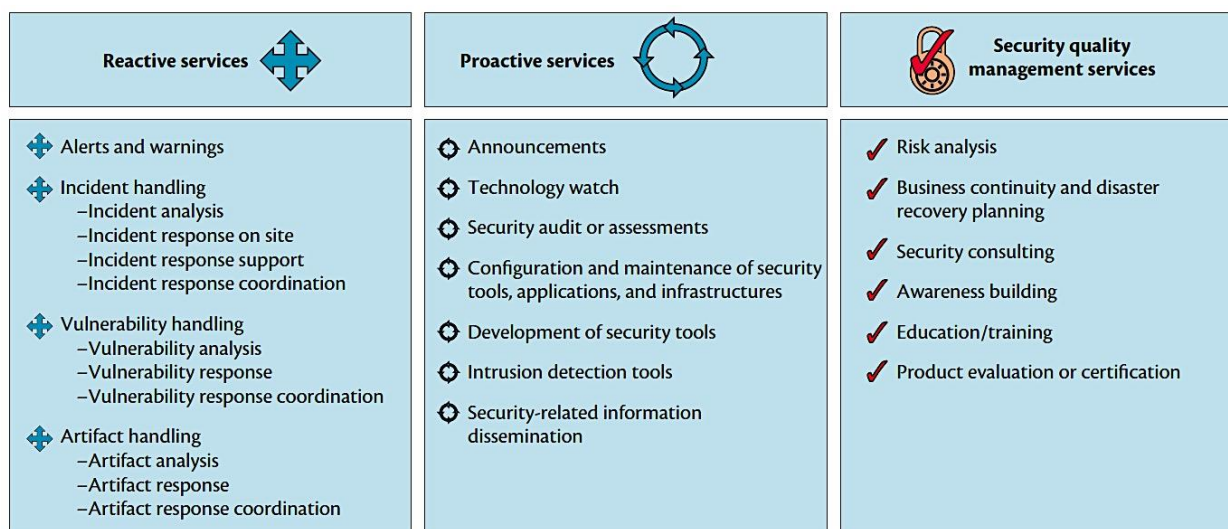 Reactive services
Proactive services
Security quality
management services
Alerts and warnings
Incident handling
–Incident analysis
–Incident response on site
–Incident response support
–Incident response coordination
Vulnerability handling
–Vulnerability analysis
–Vulnerability response
–Vulnerability response coordination
Artifact handling
–Artifact analysis
–Artifact response
–Artifact response coordination
Announcements
Technology watch
Security audit or assessments
Configuration and maintenance of security
tools, applications, and infrastructures
Development of security tools
Intrusion detection tools
Security-related information
dissemination
Risk analysis
Business continuity and disaster
recovery planning
Security consulting
Awareness building
Education/training
Product evaluation or certification